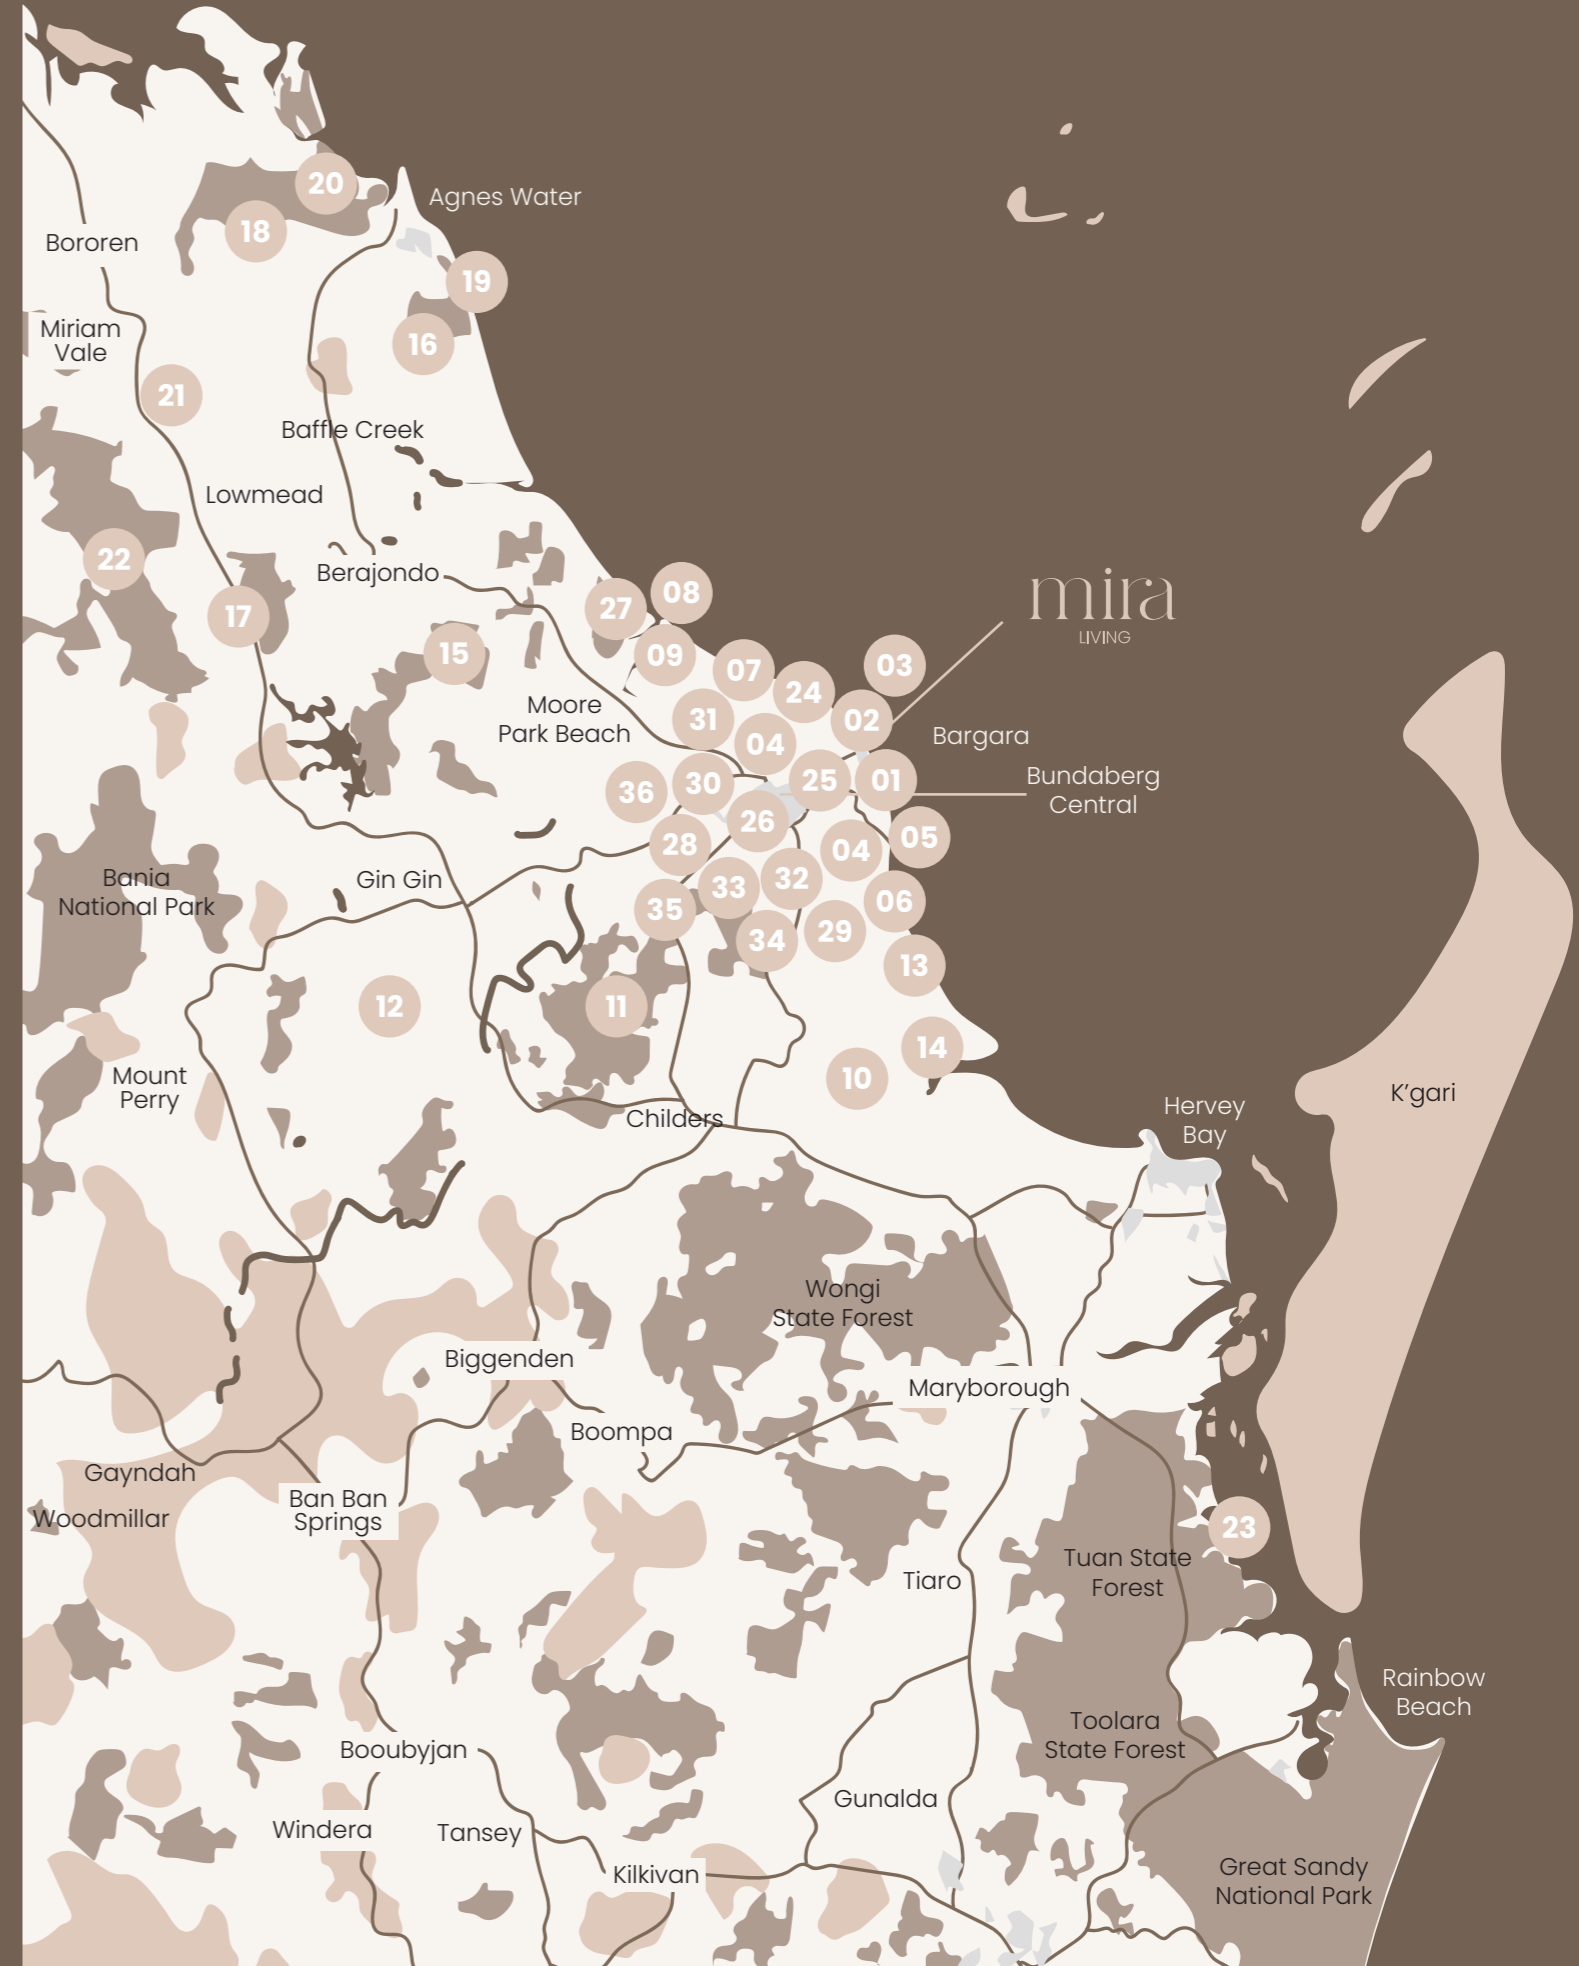 20
Agnes Water
18
Bororen
19
Miriam
Vale
16
21
Baffle Creek
Lowmead
22
Berajondo
08
27
mira
LIVING
17
15
09
07
03
24
Moore
Park Beach
31
02
04
Bargara
36
30
25
01
Bundaberg
Central
26
28
04
05
Bania
National Park
Gin Gin
33
32
35
06
34
29
13
12
11
14
10
Mount
Perry
K'gari
Childers
Hervey
Bay
Wongi
State Forest
Biggenden
Maryborough
Boompa
Gayndah
Ban Ban
Springs
Woodmillar
23
Tuan State
Forest
Tiaro
Rainbow
Beach
Toolara
State Forest
Booubyjan
Gunalda
Windera
Tansey
Kilkivan
Great Sandy
National Park